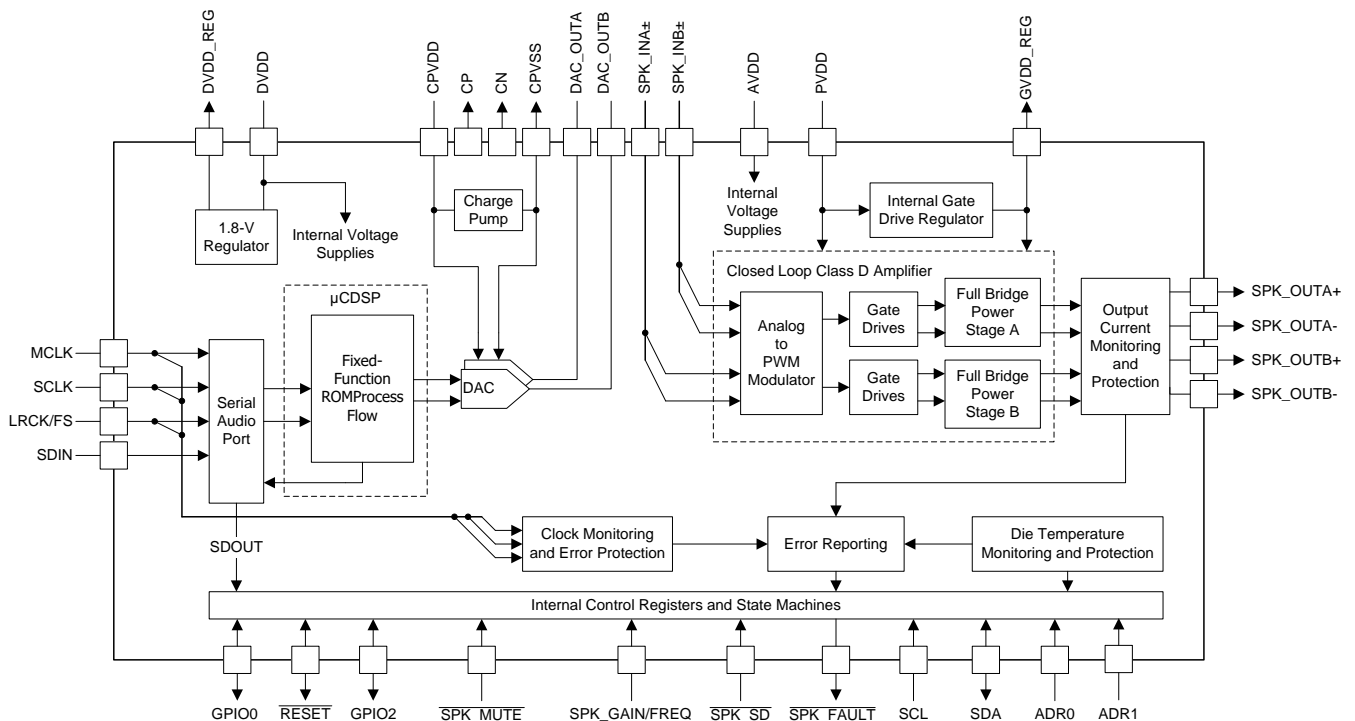 DVDD_REG
DVDD
CPVDD
CP
CN
CPVSS
DAC_OUTA
DAC_OUTB
SPK_INA±
SPK_INB±
AVDD
PVDD
GVDD_REG
1.8-V
Regulator
Internal Voltage
Supplies
Charge
Pump
Internal
Voltage
Supplies
Internal Gate
Drive Regulator
µCDSP
Closed Loop Class D Amplifier
MCLK
SCLK
LRCK/FS
SDIN
Serial
Audio
Port
Fixed-
Function
ROMProcess
Flow
DAC
Analog
to
PWM
Modulator
Gate
Drives
Full Bridge
Power
Stage A
Gate
Drives
Full Bridge
Power
Stage B
Output
Current
Monitoring
and
Protection
SPK_OUTA+
SPK_OUTA-
SPK_OUTB+
SPK_OUTB-
SDOUT
Clock Monitoring
and Error Protection
Error Reporting
Die Temperature
Monitoring and Protection
Internal Control Registers and State Machines
GPIO0
RESET
GPIO2
SPK_MUTE
SPK_GAIN/FREQ
SPK_SD
SPK_FAULT
SCL
SDA
ADR0
ADR1